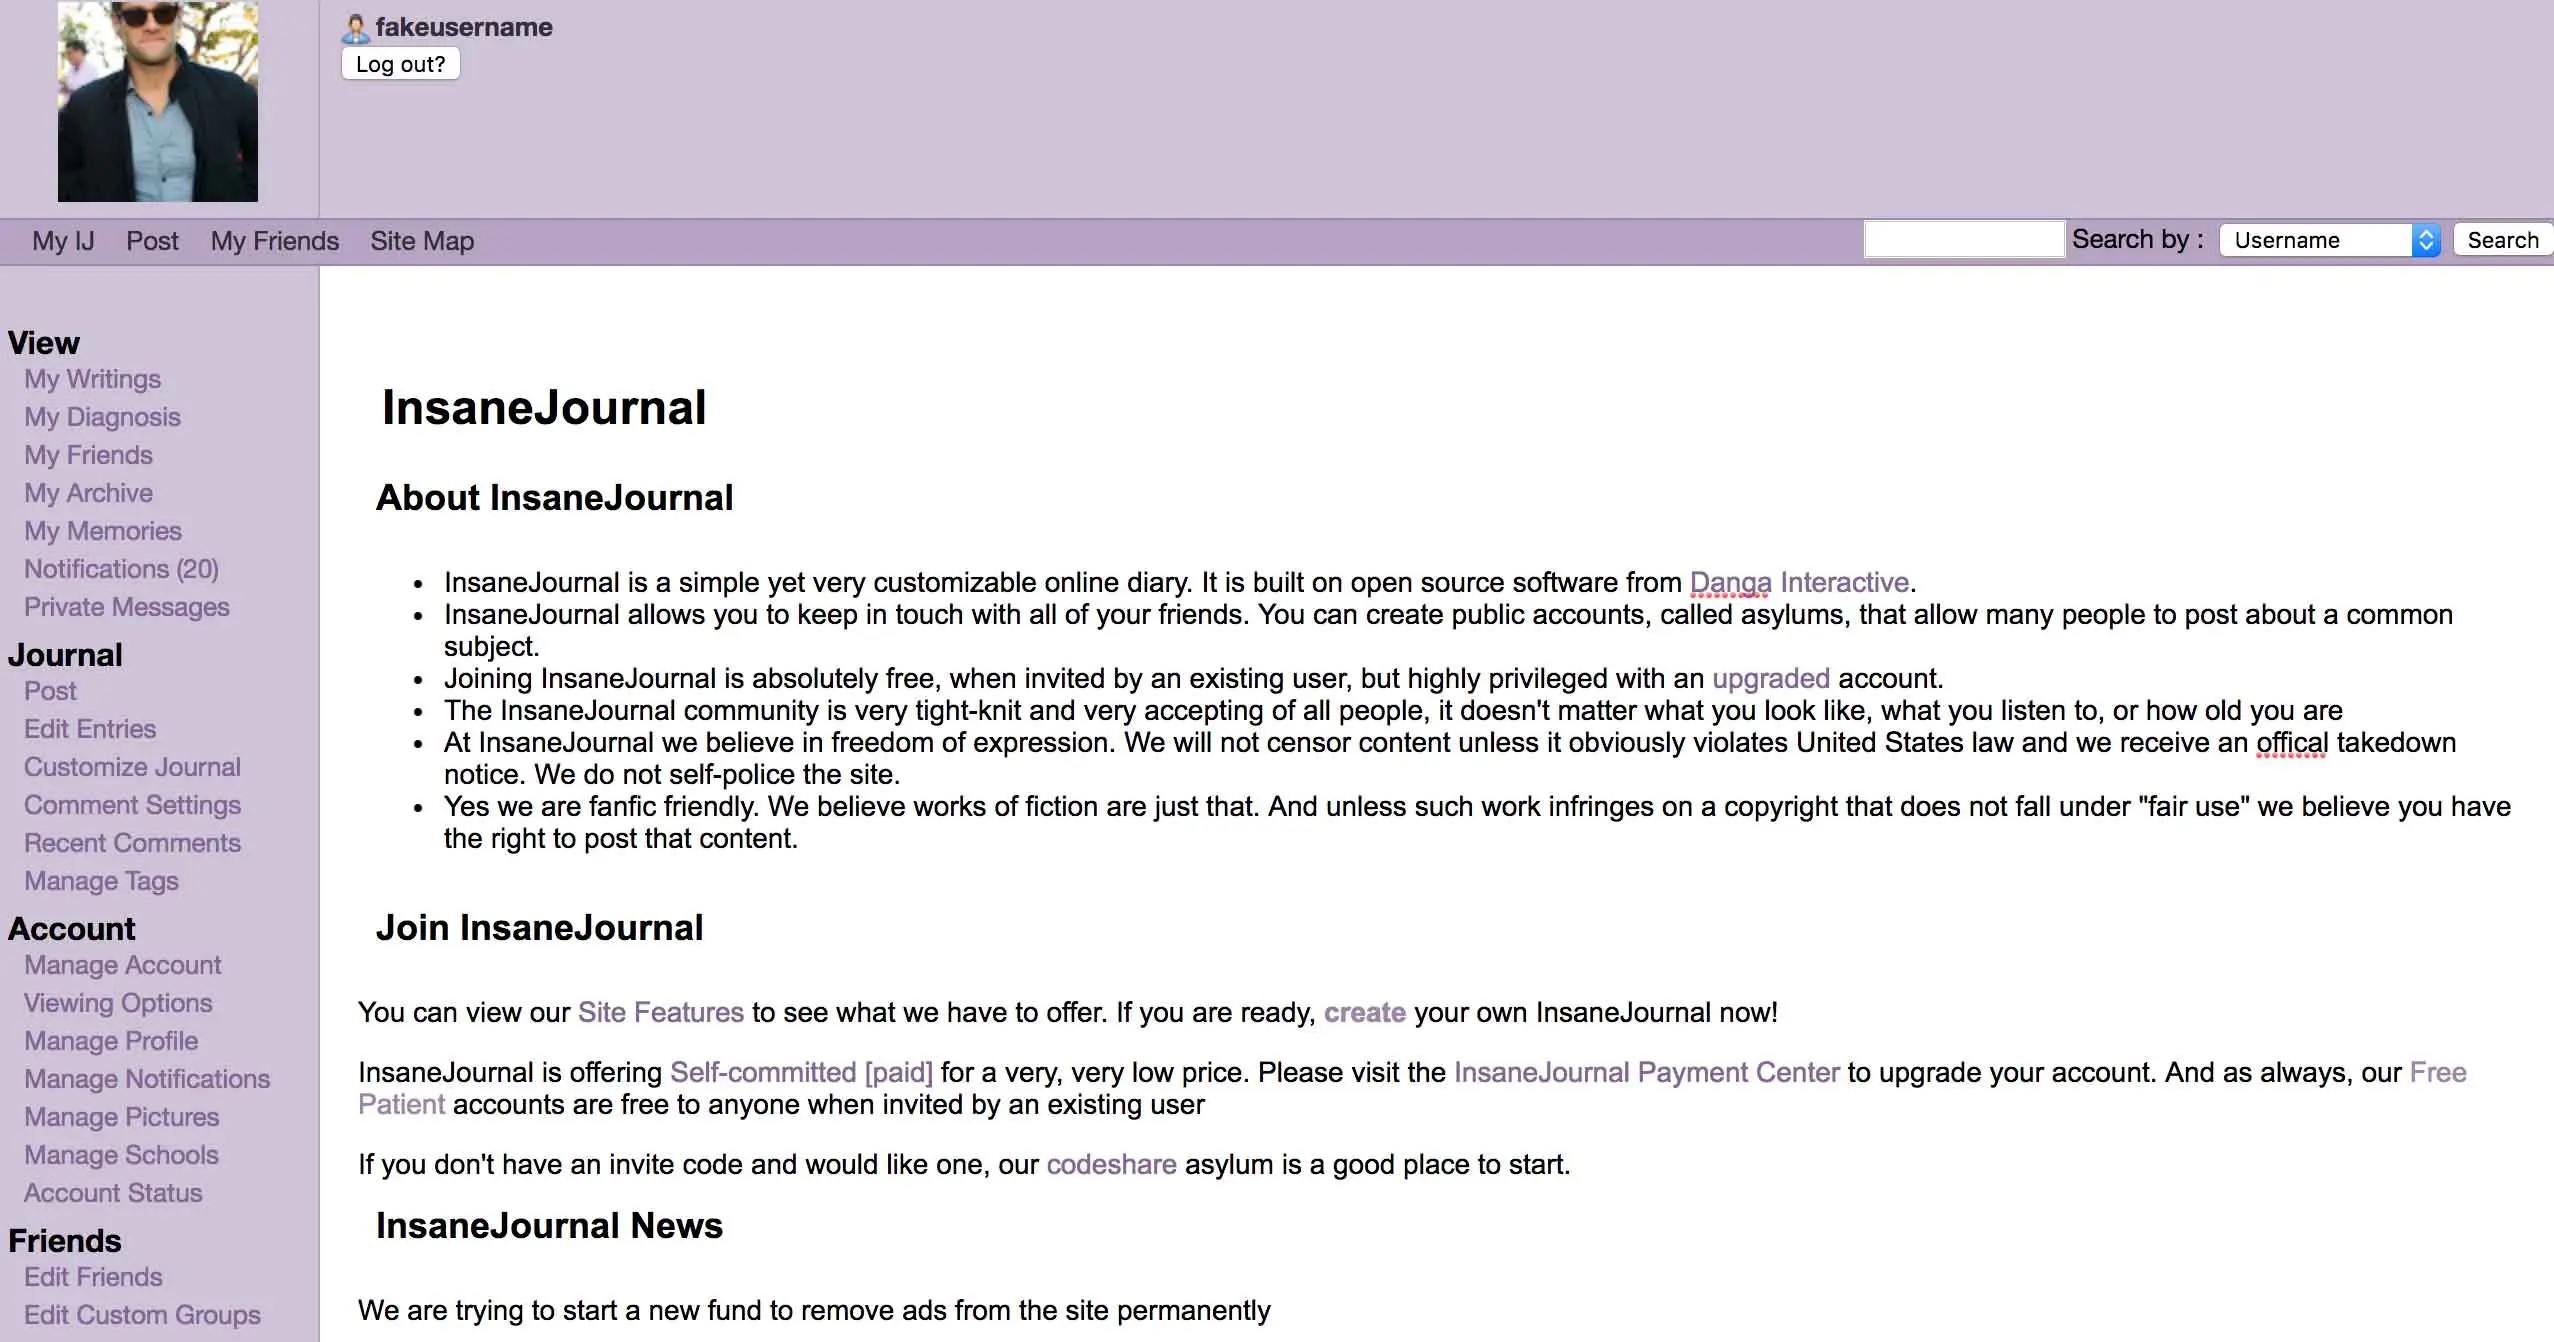 fakeusername
Log out?
My IJ Post My Friends Site Map Search by : Username Search
View
My Writings
My Diagnosis
My Friends
My Archive
My Memories
Notifications (20)
Private Messages
Journal
Post
Edit Entries
Customize Journal
Comment Settings
Recent Comments
Manage Tags
Account
Manage Account
Viewing Options
Manage Profile
Manage Notifications
Manage Pictures
Manage Schools
Account Status
Friends
Edit Friends
Edit Custom Groups
InsaneJournal
About InsaneJournal
• InsaneJournal is a simple yet very customizable online diary. It is built on open source software from Danga Interactive.
• InsaneJournal allows you to keep in touch with all of your friends. You can create public accounts, called asylums, that allow many people to post about a common
subject.
• Joining InsaneJournal is absolutely free, when invited by an existing user, but highly privileged with an upgraded account.
• The InsaneJournal community is very tight-knit and very accepting of all people, it doesn't matter what you look like, what you listen to, or how old you are
• At InsaneJournal we believe in freedom of expression. We will not censor content unless it obviously violates United States law and we receive an offical takedown
notice. We do not self-police the site.
• Yes we are fanfic friendly. We believe works of fiction are just that. And unless such work infringes on a copyright that does not fall under "fair use" we believe you have
the right to post that content.
Join InsaneJournal
You can view our Site Features to see what we have to offer. If you are ready, create your own InsaneJournal now!
InsaneJournal is offering Self-committed [paid] for a very, very low price. Please visit the InsaneJournal Payment Center to upgrade your account. And as always, our Free
Patient accounts are free to anyone when invited by an existing user
If you don't have an invite code and would like one, our codeshare asylum is a good place to start.
InsaneJournal News
We are trying to start a new fund to remove ads from the site permanently